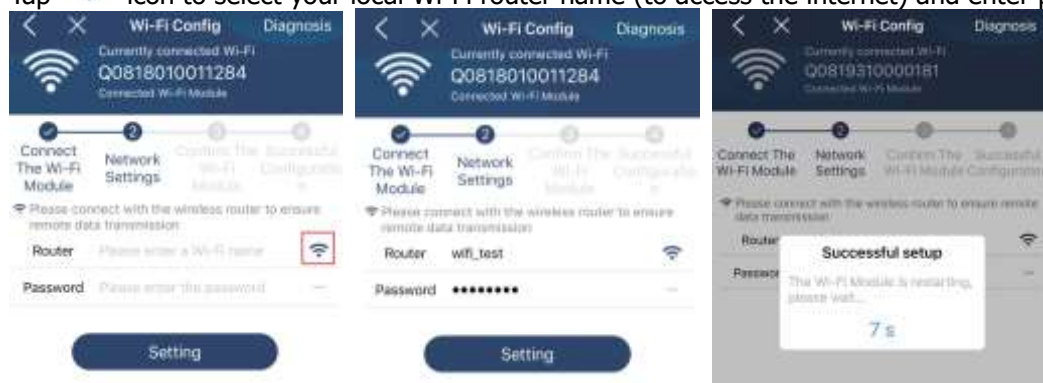 Tap icon to select your local Wi-Fi router name (to access the internet) and enter p
Wi-Fi Config Diagnosis
Currently connected Wi-Fi
Q0818010011284
Connected Wi-Fi Module
Connect The Wi-Fi Module
2
Network Settings
Confirm The Wi-Fi Module
Successful Configuratio n
Please connect with the wireless router to ensure
remote data transmission
Router Please enter a Wi-Fi name
Password Please enter the password
Setting
Wi-Fi Config Diagnosis
Currently connected Wi-Fi
Q0818010011284
Connected Wi-Fi Module
Connect The Wi-Fi Module
2
Network Settings
Confirm The Wi-Fi Module
Successful Configuratio n
Please connect with the wireless router to ensure
remote data transmission
Router wifi_test
Password ●●●●●●●●
Setting
Wi-Fi Config Diagnosis
Currently connected Wi-Fi
Q0819310000181
Connected Wi-Fi Module
Connect The Wi-Fi Module
2
Network Settings
Confirm The Wi-Fi Module
Successful Configuration
Please connect with the wireless router to ensure remote
data transmission
Router
Successful setup
The Wi-Fi Module is restarting,
please wait...
7 s